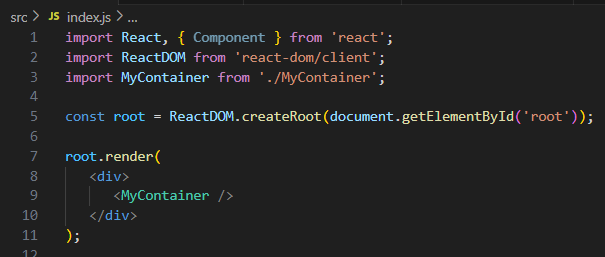 src > JS index.js > ...
1 import React, { Component } from 'react';
2 import ReactDOM from 'react-dom/client';
3 import MyContainer from './MyContainer';
4
5 const root = ReactDOM.createRoot(document.getElementById('root'));
6
7 root.render(
8 <div>
9 <MyContainer />
10 </div>
11 );
12